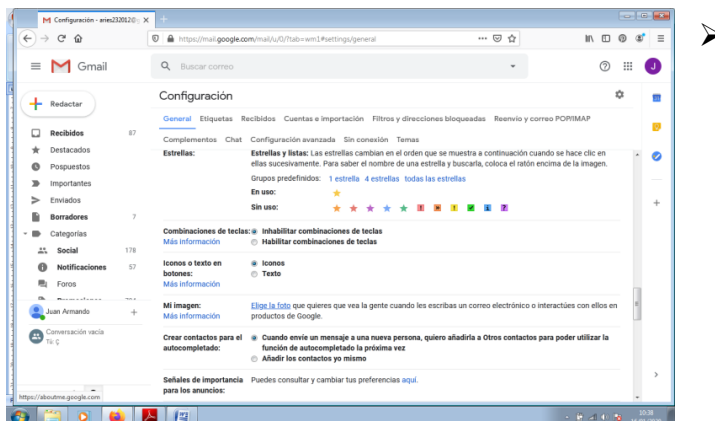 Configuración - aries232012@
https://mail.google.com/mail/u/0/?tab=wm1#settings/general
Gmail
Buscar correo
J
Redactar
Configuración
General Etiquetas Recibidos Cuentas e importación Filtros y direcciones bloqueadas Reenvío y correo POP/IMAP
Complementos Chat Configuración avanzada Sin conexión Temas
Recibidos 87
Destacados
Pospuestos
Importantes
Enviados
Borradores 7
Categorías
Social 178
Notificaciones 57
Foros
Juan Armando
Conversación vacía
Tú: Ç
https://aboutme.google.com
Estrellas:
Estrellas y listas: Las estrellas cambian en el orden que se muestra a continuación cuando se hace clic en
ellas sucesivamente. Para saber el nombre de una estrella y buscarla, coloca el ratón encima de la imagen.
Grupos predefinidos: 1 estrella 4 estrellas todas las estrellas
En uso:
Sin uso:
Combinaciones de teclas:
Más información
Inhabilitar combinaciones de teclas
Habilitar combinaciones de teclas
Iconos o texto en
botones:
Más información
Iconos
Texto
Mi imagen:
Más información
Elige la foto que quieres que vea la gente cuando les escribas un correo electrónico o interactúes con ellos en
productos de Google.
Crear contactos para el
autocompletado:
Cuando envíe un mensaje a una nueva persona, quiero añadirla a Otros contactos para poder utilizar la
función de autocompletado la próxima vez
Añadir los contactos yo mismo
Señales de importancia
para los anuncios:
Puedes consultar y cambiar tus preferencias aquí.
10:38